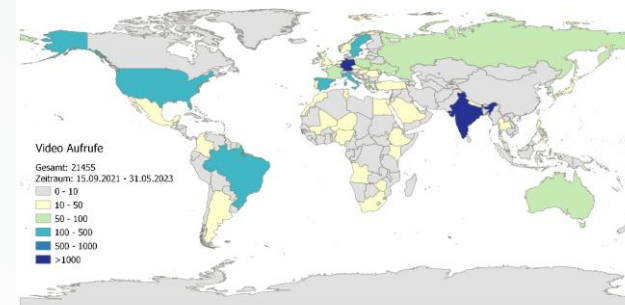 Video Aufrufe
Gesamt: 21455
Zeitraum: 15.09.2021 - 31.05.2023
0 - 10
10 - 50
50 - 100
100 - 500
500 - 1000
>1000